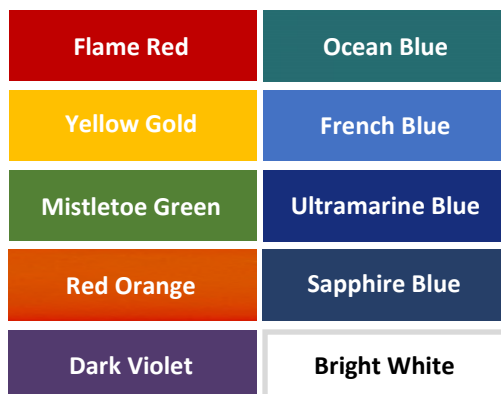 Flame Red
Ocean Blue
Yellow Gold
French Blue
Mistletoe Green
Ultramarine Blue
Red Orange
Sapphire Blue
Dark Violet
Bright White